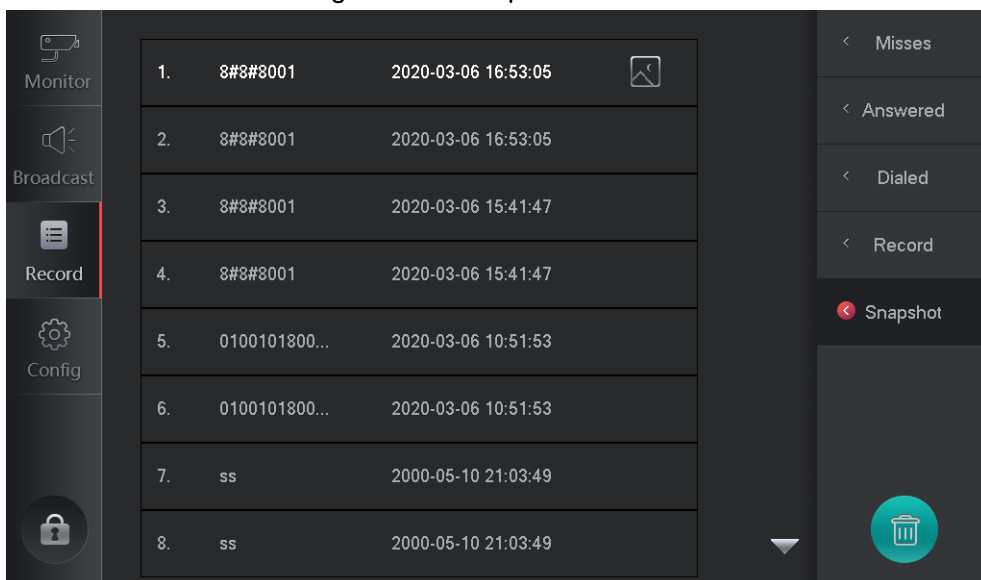 Monitor
Broadcast
Record
Config
1. 8#8#8001 2020-03-06 16:53:05
2. 8#8#8001 2020-03-06 16:53:05
3. 8#8#8001 2020-03-06 15:41:47
4. 8#8#8001 2020-03-06 15:41:47
5. 0100101800... 2020-03-06 10:51:53
6. 0100101800... 2020-03-06 10:51:53
7. ss 2000-05-10 21:03:49
8. ss 2000-05-10 21:03:49
< Misses
< Answered
< Dialed
< Record
< Snapshot